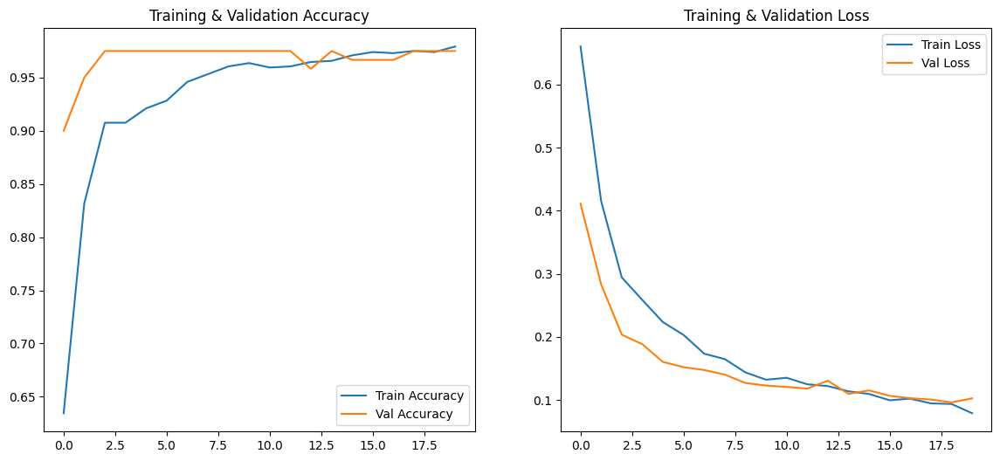 Training & Validation Accuracy
0.95
0.90
0.85
0.80
0.75
0.70
0.65
Train Accuracy
Val Accuracy
0.0 2.5 5.0 7.5 10.0 12.5 15.0 17.5
Training & Validation Loss
Train Loss
Val Loss
0.6
0.5
0.4
0.3
0.2
0.1
0.0 2.5 5.0 7.5 10.0 12.5 15.0 17.5